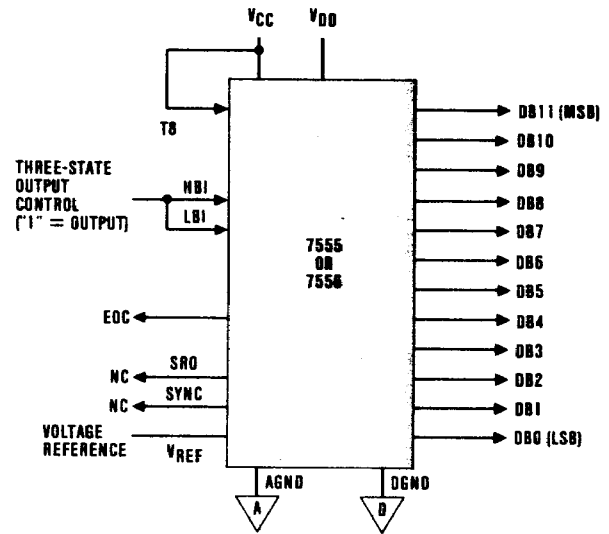 VCC
VDD
T8
THREE-STATE
OUTPUT
CONTROL
("1" = OUTPUT)
HBI
LBI
7555
OR
7556
EOC
NC
SRO
NC
SYNC
VOLTAGE
REFERENCE
VREF
DB11 (MSB)
DB10
DB9
DB8
DB7
DB6
DB5
DB4
DB3
DB2
DB1
DB0 (LSB)
AGND
DGND
A
D